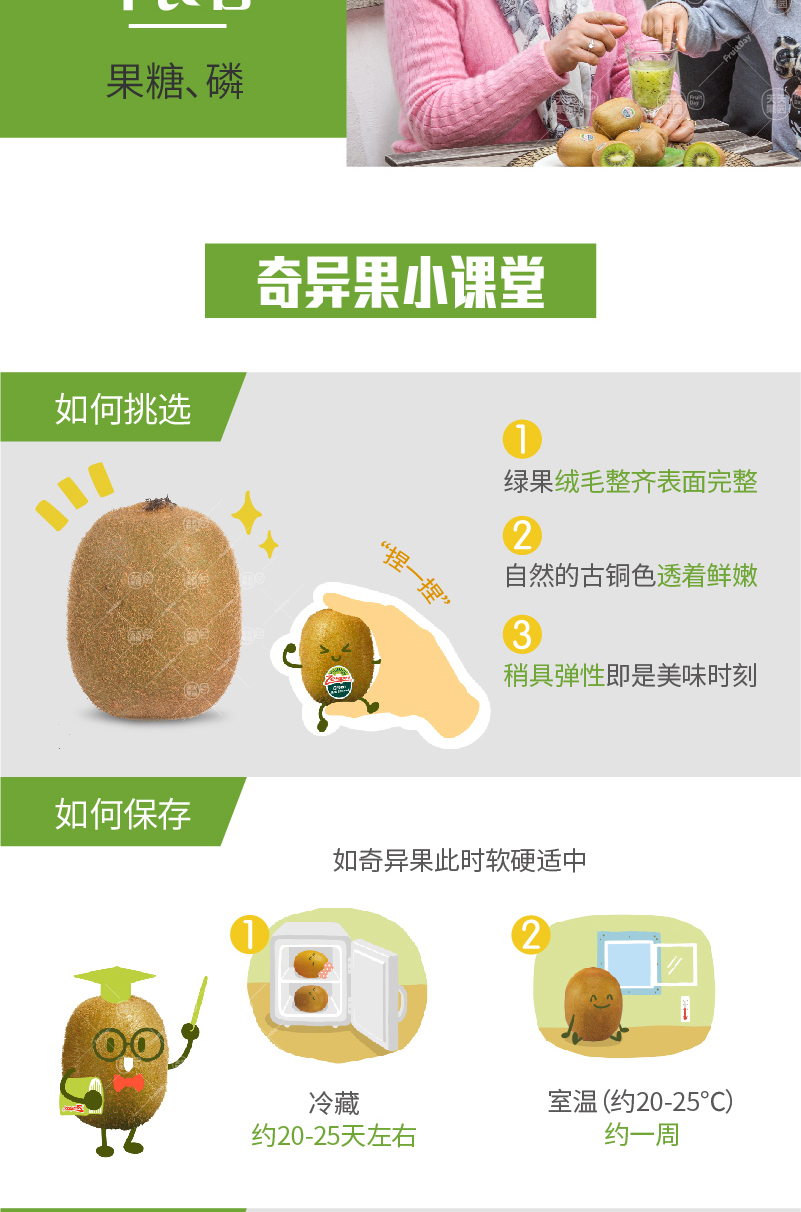 果糖、磷
奇异果小课堂
如何挑选
1
绿果绒毛整齐表面完整
2
自然的古铜色透着鲜嫩
“捏一捏”
3
稍具弹性即是美味时刻
如何保存
如奇异果此时软硬适中
1
2
冷藏
约20-25天左右
室温(约20-25℃)
约一周